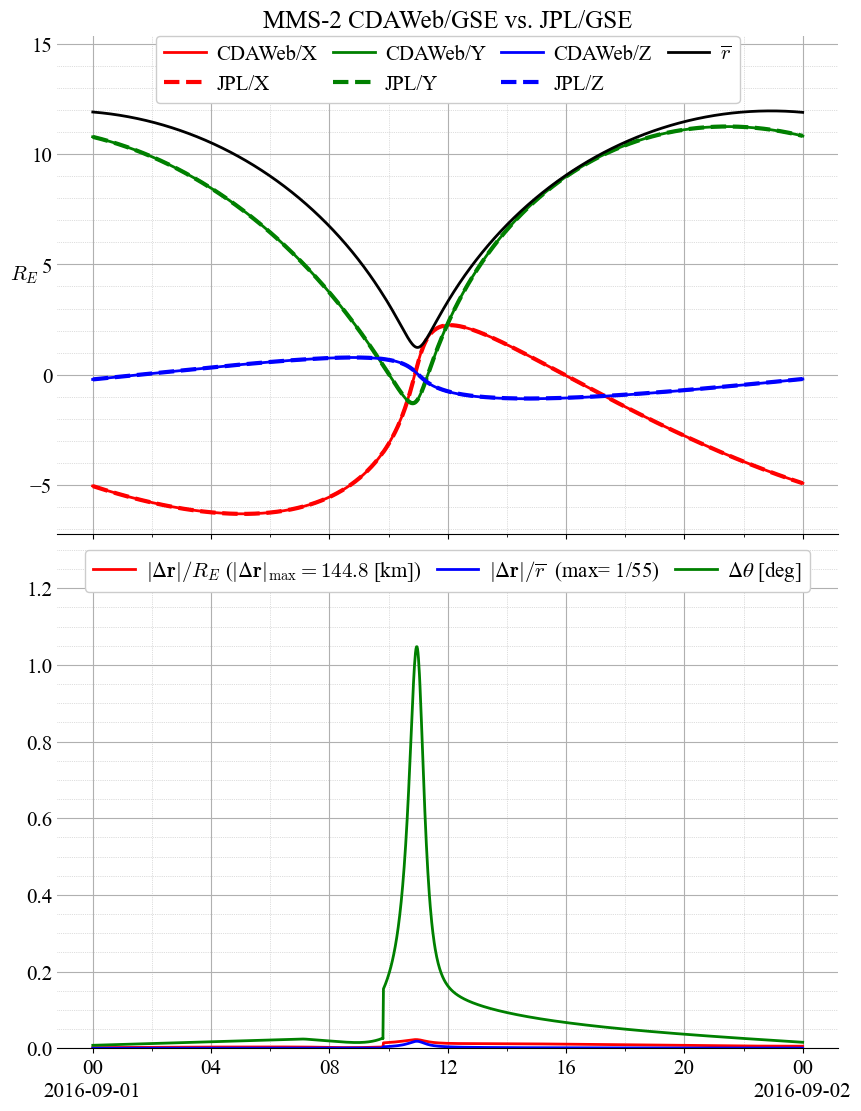 MMS-2 CDAWeb/GSE vs. JPL/GSE
CDAWeb/X CDAWeb/Y CDAWeb/Z r̅
JPL/X JPL/Y JPL/Z
15
10
5
R_E
0
−5
|Δr|/R_E (|Δr|_max = 144.8 [km]) |Δr|/r̅ (max= 1/55) Δθ [deg]
1.2
1.0
0.8
0.6
0.4
0.2
0.0
00 04 08 12 16 20 00
2016-09-01 2016-09-02